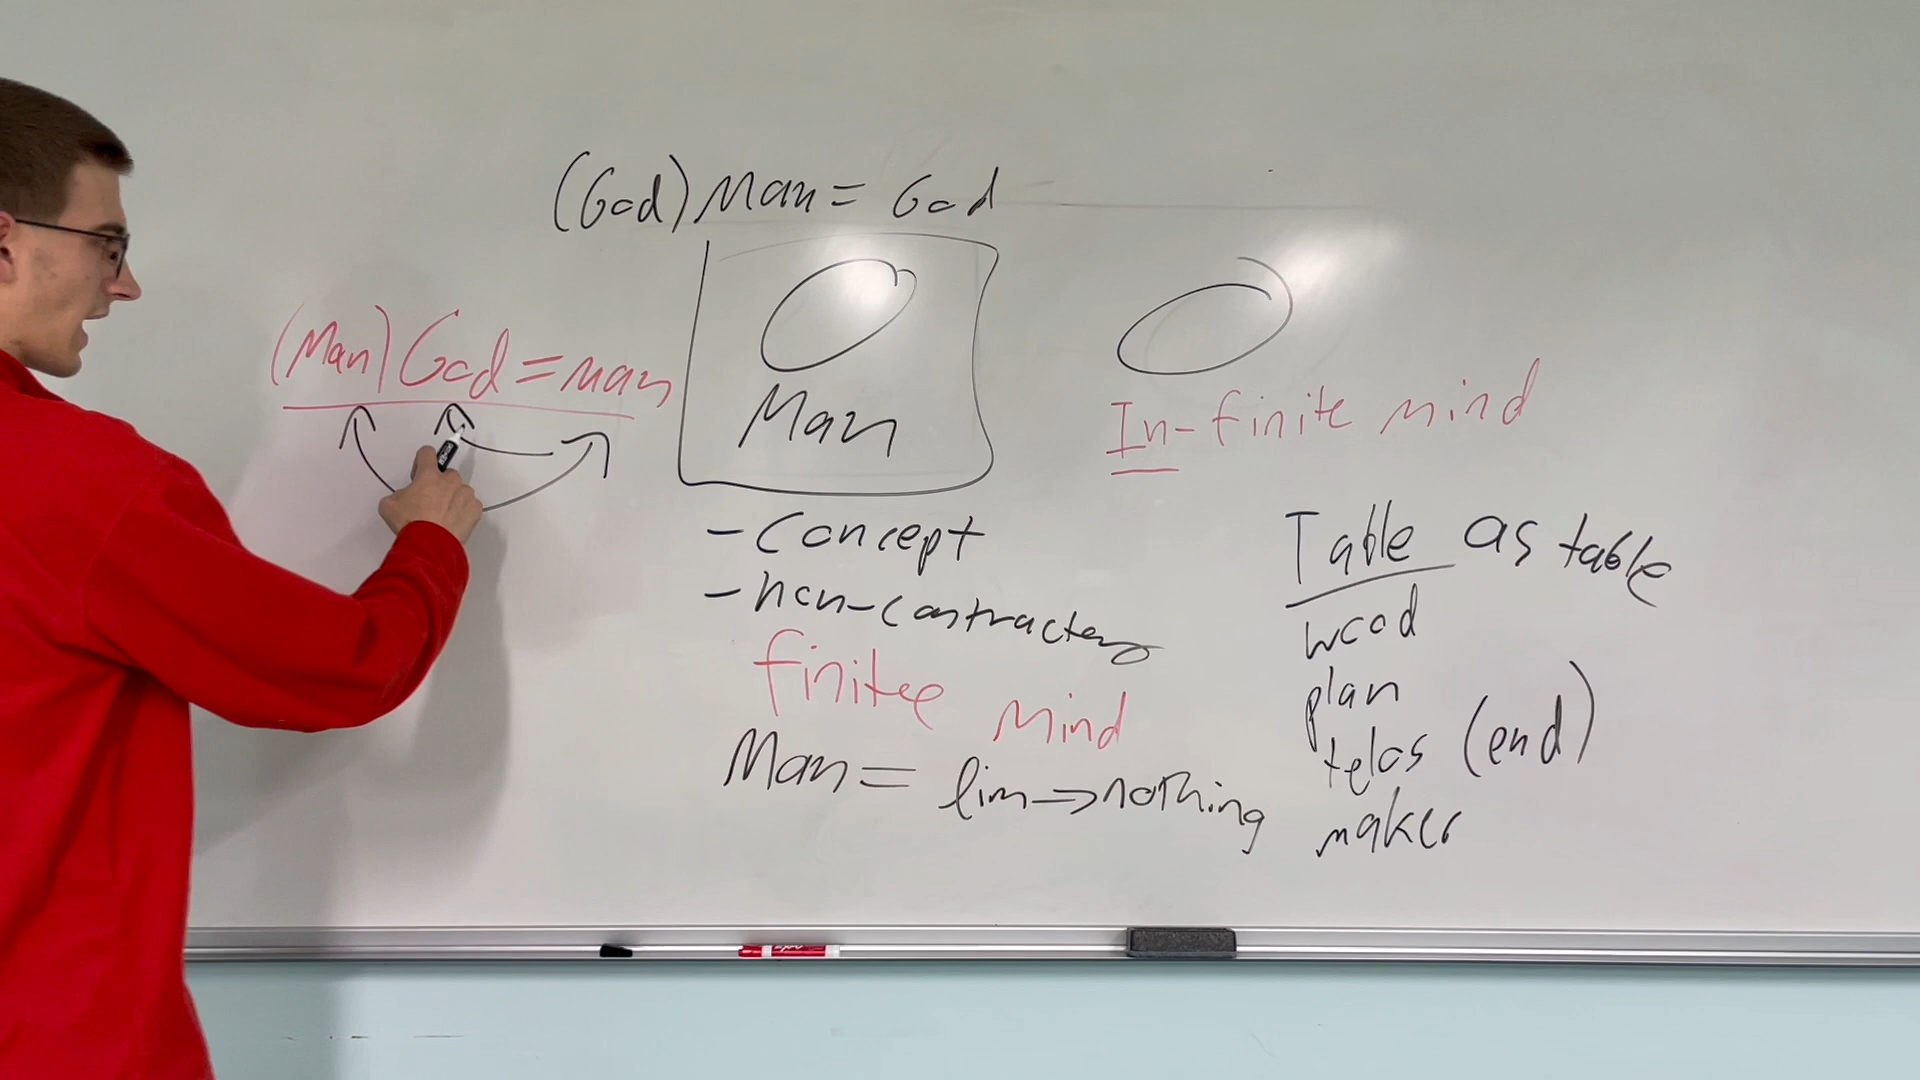 (God) Man = God
(Man) God = man
Man
In-finite mind
- Concept
- non-contractory
finite mind
Man = lim → nothing
Table as table
wood
plan
telos (end)
maker